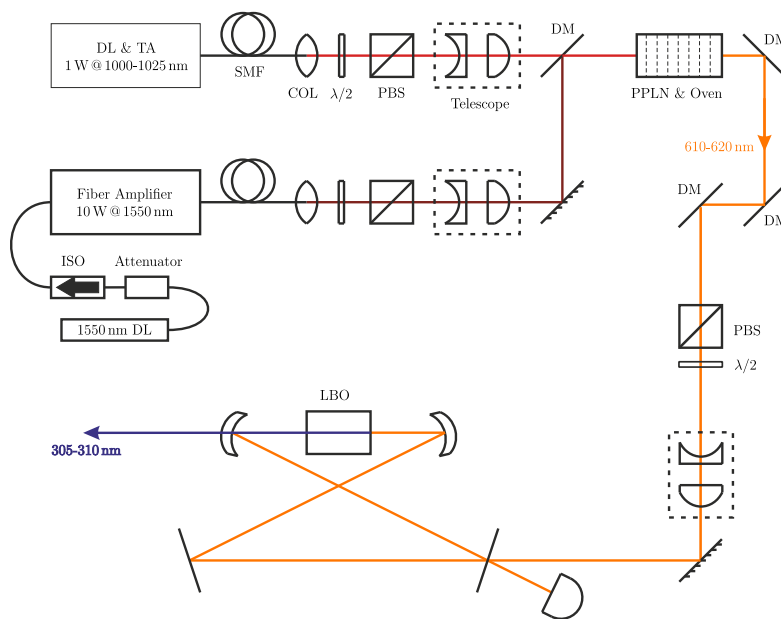 DL & TA
1 W @ 1000-1025 nm
SMF
COL
λ/2
PBS
Telescope
DM
PPLN & Oven
DM
610-620 nm
Fiber Amplifier
10 W @ 1550 nm
DM
DM
ISO
Attenuator
1550 nm DL
PBS
λ/2
LBO
305-310 nm